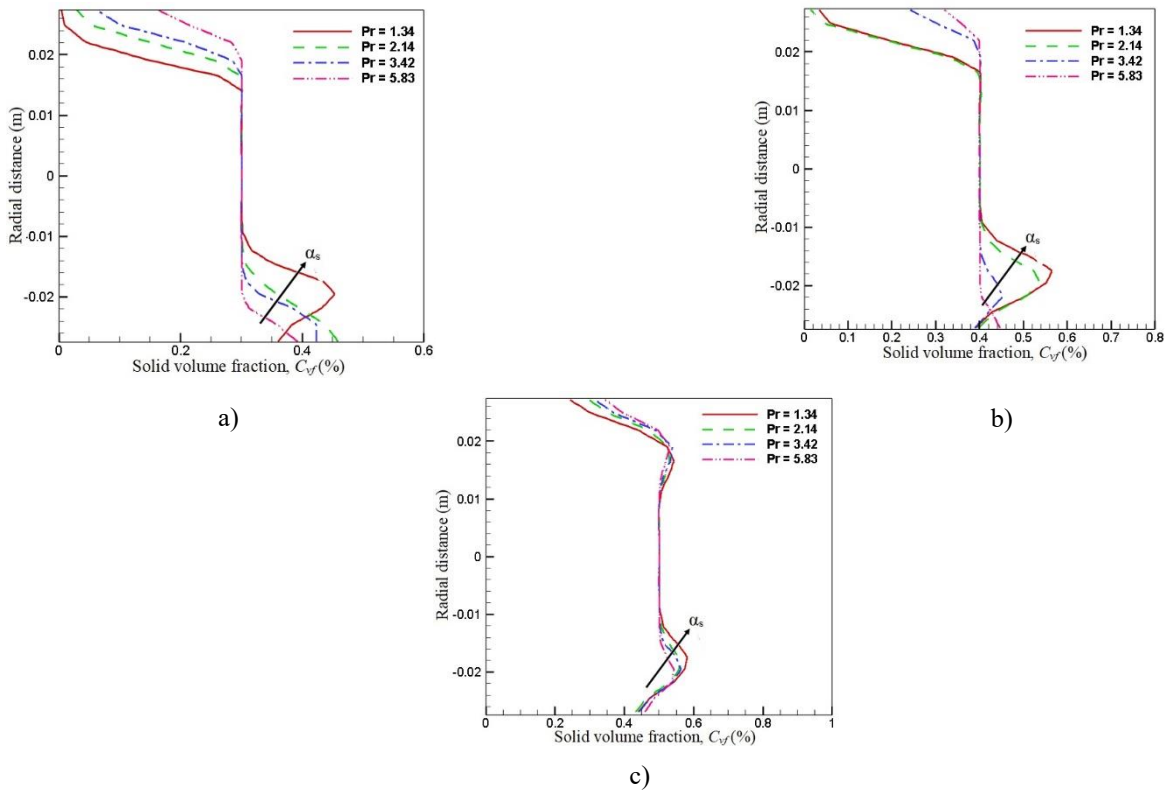 Pr = 1.34
Pr = 2.14
Pr = 3.42
Pr = 5.83
0.02
0.01
0
-0.01
-0.02
Radial distance (m)
αs
0 0.2 0.4 0.6
Solid volume fraction, Cvf (%)
a)
Pr = 1.34
Pr = 2.14
Pr = 3.42
Pr = 5.83
0.02
0.01
0
-0.01
-0.02
Radial distance (m)
αs
0 0.1 0.2 0.3 0.4 0.5 0.6 0.7 0.8
Solid volume fraction, Cvf (%)
b)
Pr = 1.34
Pr = 2.14
Pr = 3.42
Pr = 5.83
0.02
0.01
0
-0.01
-0.02
Radial distance (m)
αs
0 0.2 0.4 0.6 0.8 1
Solid volume fraction, Cvf (%)
c)